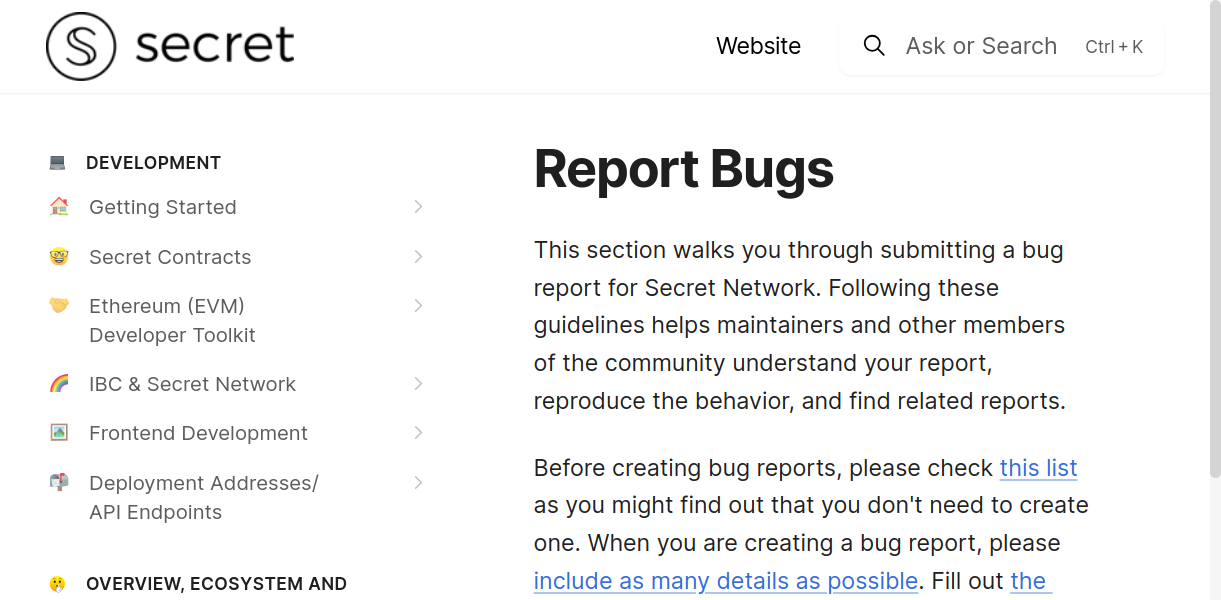 secret
Website
Ask or Search
Ctrl + K
DEVELOPMENT
Getting Started
Secret Contracts
Ethereum (EVM)
Developer Toolkit
IBC & Secret Network
Frontend Development
Deployment Addresses/
API Endpoints
OVERVIEW, ECOSYSTEM AND
Report Bugs
This section walks you through submitting a bug
report for Secret Network. Following these
guidelines helps maintainers and other members
of the community understand your report,
reproduce the behavior, and find related reports.
Before creating bug reports, please check this list
as you might find out that you don't need to create
one. When you are creating a bug report, please
include as many details as possible. Fill out the